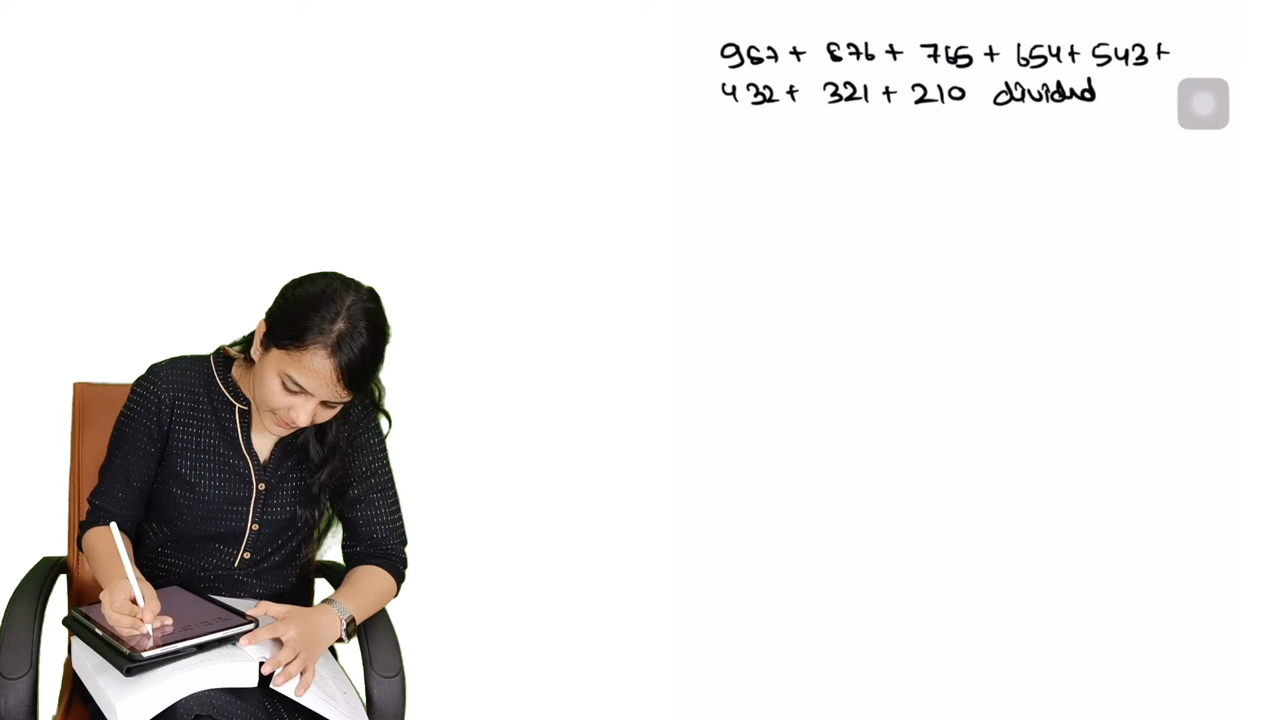 987 + 876 + 765 + 654 + 543 +
432 + 321 + 210 divided